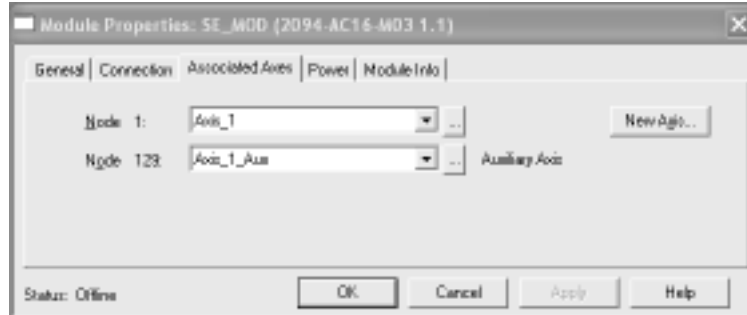 Module Properties: SE_MOD (2094-AC16-M03 1.1)
General Connection Associated Axes Power Module Info
Node 1: Axis_1 ... New Axis...
Node 129: Axis_1_Aux ... Auxiliary Axis
Status: Offline OK Cancel Apply Help